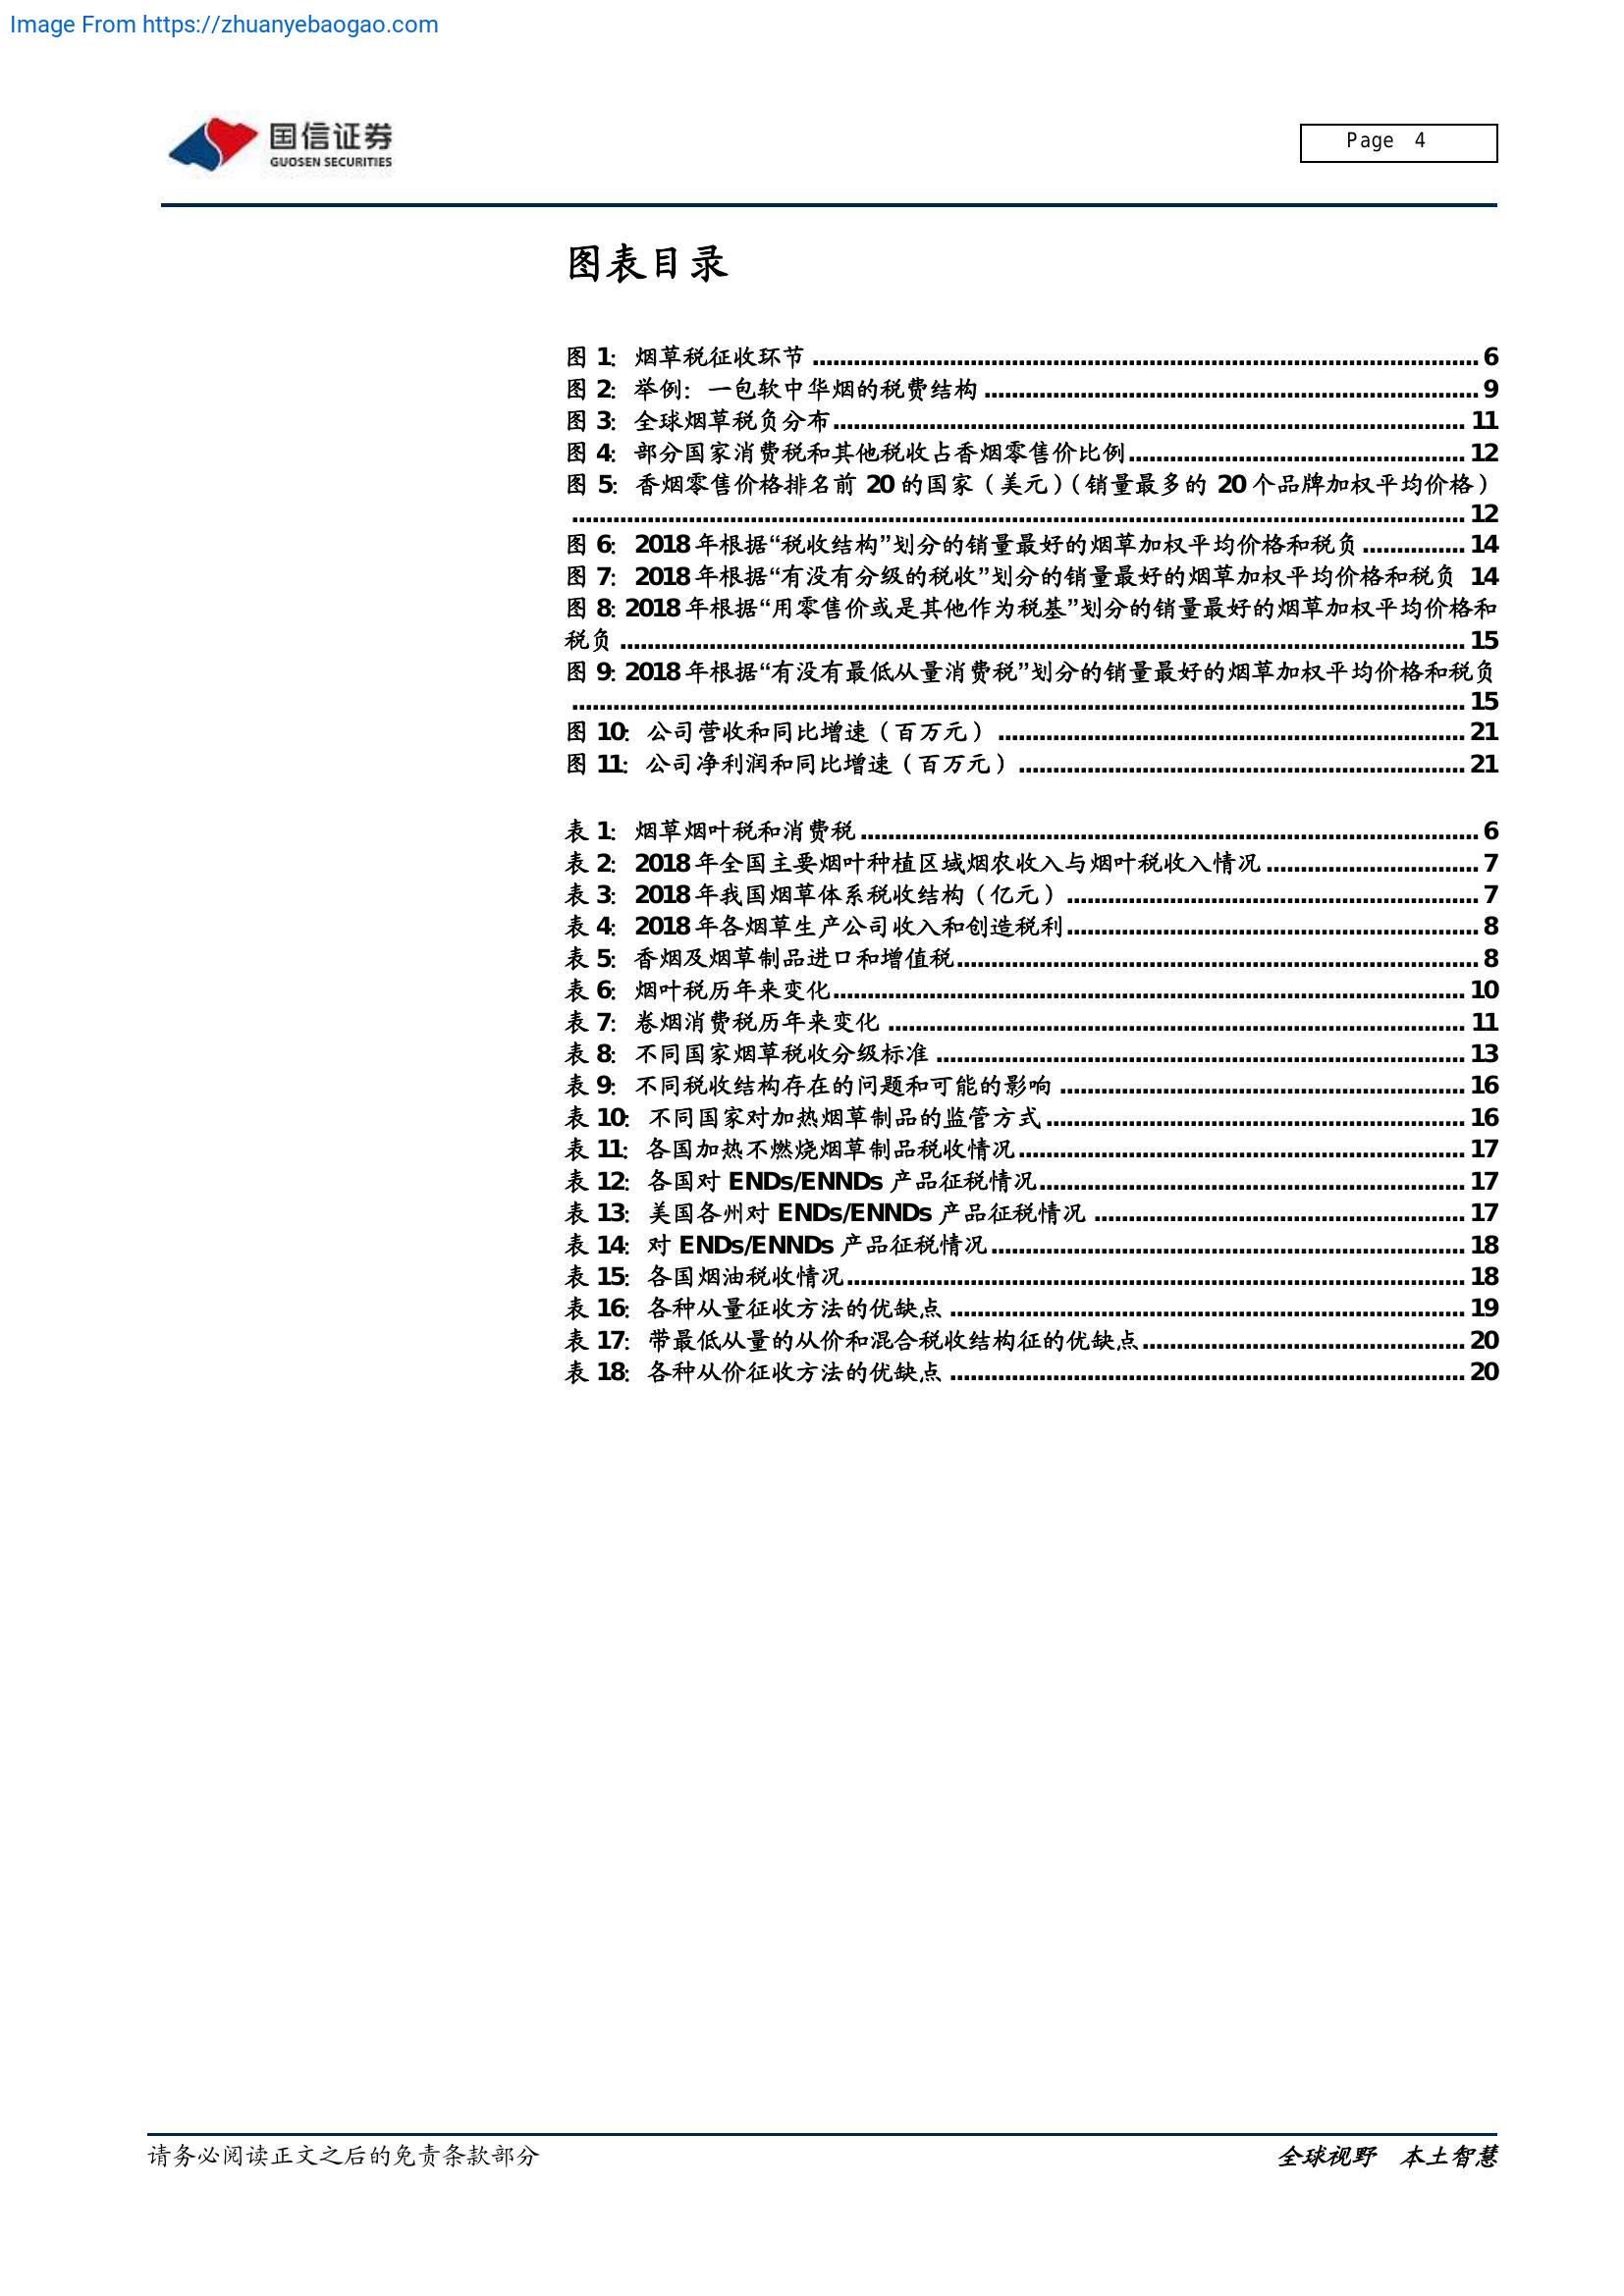 Image From https://zhuanyebaogao.com
国信证券
GUOSEN SECURITIES
Page 4
图表目录
图 1: 烟草税征收环节 6
图 2: 举例：一包软中华烟的税费结构 9
图 3: 全球烟草税负分布 11
图 4: 部分国家消费税和其他税收占香烟零售价比例 12
图 5: 香烟零售价格排名前 20 的国家（美元）（销量最多的 20 个品牌加权平均价格）
12
图 6: 2018 年根据“税收结构”划分的销量最好的烟草加权平均价格和税负 14
图 7: 2018 年根据“有没有分级的税收”划分的销量最好的烟草加权平均价格和税负 14
图 8: 2018 年根据“用零售价或是其他作为税基”划分的销量最好的烟草加权平均价格和
税负 15
图 9: 2018 年根据“有没有最低从量消费税”划分的销量最好的烟草加权平均价格和税负
15
图 10: 公司营收和同比增速（百万元） 21
图 11: 公司净利润和同比增速（百万元） 21
表 1: 烟草烟叶税和消费税 6
表 2: 2018 年全国主要烟叶种植区域烟农收入与烟叶税收入情况 7
表 3: 2018 年我国烟草体系税收结构（亿元） 7
表 4: 2018 年各烟草生产公司收入和创造税利 8
表 5: 香烟及烟草制品进口和增值税 8
表 6: 烟叶税历年来变化 10
表 7: 卷烟消费税历年来变化 11
表 8: 不同国家烟草税收分级标准 13
表 9: 不同税收结构存在的问题和可能的影响 16
表 10: 不同国家对加热烟草制品的监管方式 16
表 11: 各国加热不燃烧烟草制品税收情况 17
表 12: 各国对 ENDs/ENNDs 产品征税情况 17
表 13: 美国各州对 ENDs/ENNDs 产品征税情况 17
表 14: 对 ENDs/ENNDs 产品征税情况 18
表 15: 各国烟油税收情况 18
表 16: 各种从量征收方法的优缺点 19
表 17: 带最低从量的从价和混合税收结构征的优缺点 20
表 18: 各种从价征收方法的优缺点 20
请务必阅读正文之后的免责条款部分
全球视野 本土智慧